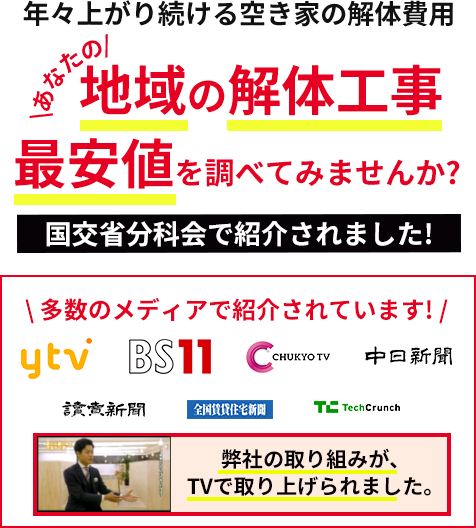 年々上がり続ける空き家の解体費用
\あなたの/
地域の解体工事
最安値を調べてみませんか?
国交省分科会で紹介されました!
\ 多数のメディアで紹介されています! /
ytv
BS11
CHUKYO TV
中日新聞
讀賣新聞
全国賃貸住宅新聞
TechCrunch
弊社の取り組みが、
TVで取り上げられました。